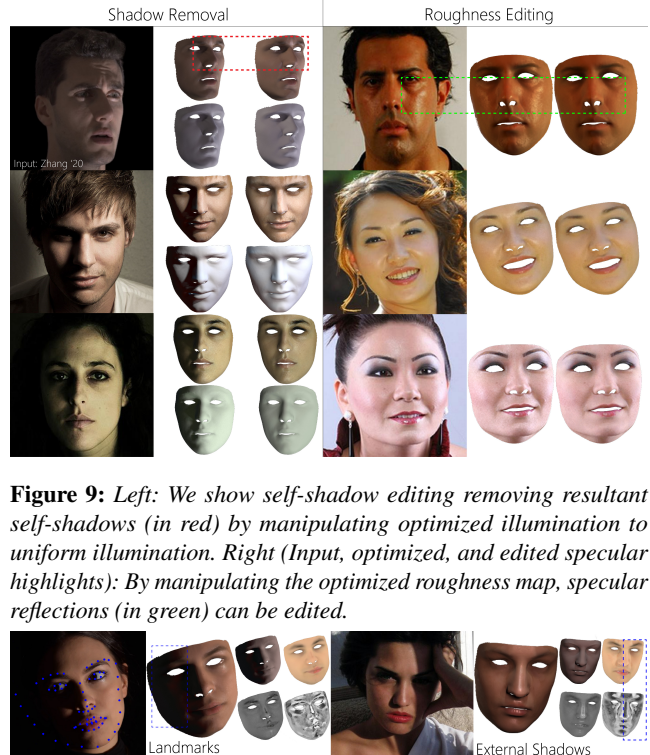 Shadow Removal
Roughness Editing
Input: Zhang '20
Figure 9: Left: We show self-shadow editing removing resultant
self-shadows (in red) by manipulating optimized illumination to
uniform illumination. Right (Input, optimized, and edited specular
highlights): By manipulating the optimized roughness map, specular
reflections (in green) can be edited.
Landmarks
External Shadows